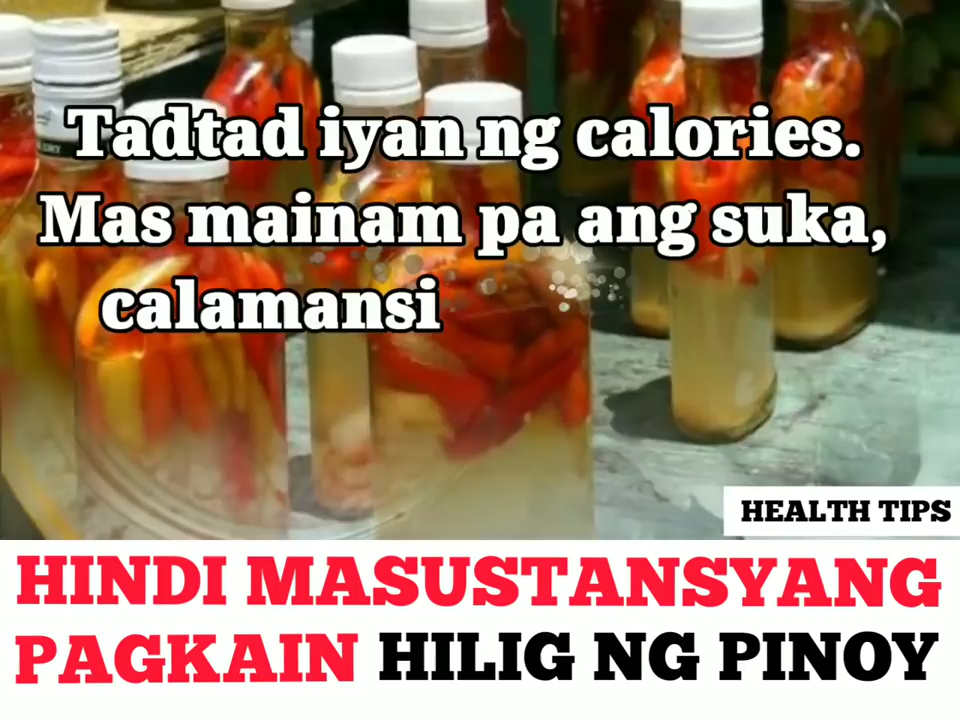 Tadtad iyan ng calories.
Mas mainam pa ang suka,
calamansi
HEALTH TIPS
HINDI MASUSTANSYANG
PAGKAIN HILIG NG PINOY